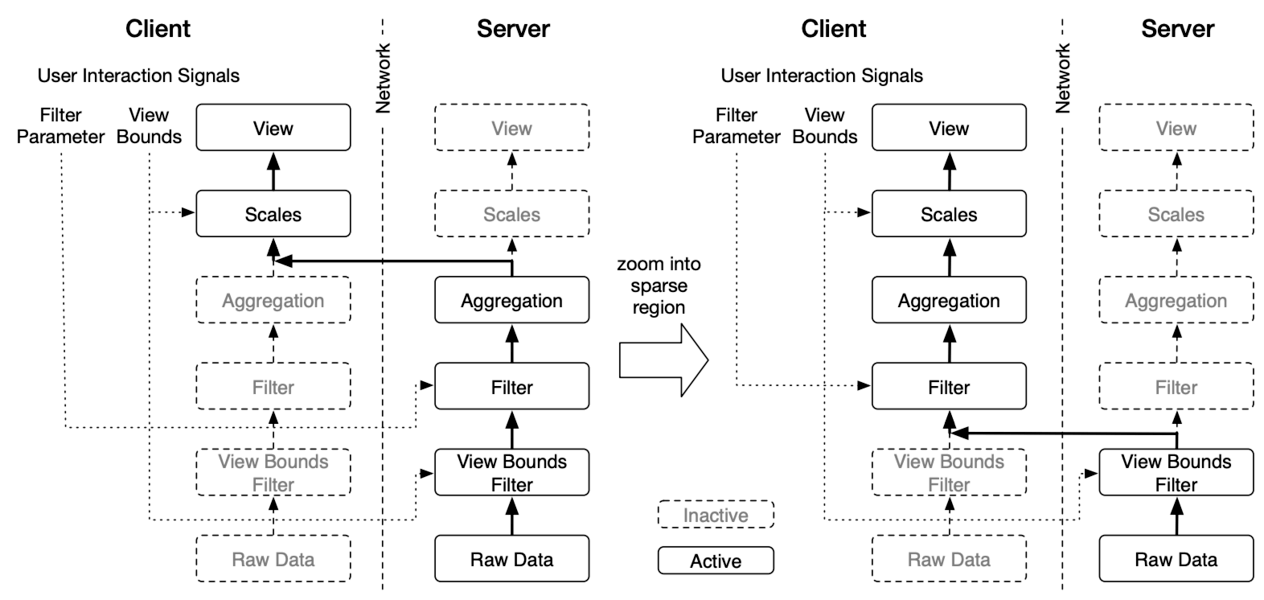 Client
Server
User Interaction Signals
Network
Filter
Parameter
View
Bounds
View
View
Scales
Scales
Aggregation
Aggregation
Filter
Filter
View Bounds
Filter
View Bounds
Filter
Raw Data
Raw Data
zoom into
sparse
region
Inactive
Active
Client
Server
User Interaction Signals
Network
Filter
Parameter
View
Bounds
View
View
Scales
Scales
Aggregation
Aggregation
Filter
Filter
View Bounds
Filter
View Bounds
Filter
Raw Data
Raw Data